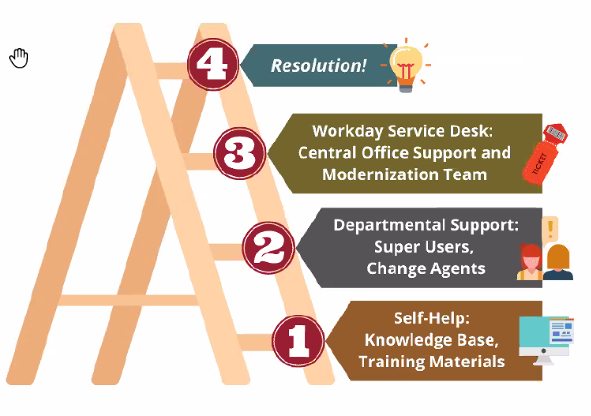 4
Resolution!
3
Workday Service Desk:
Central Office Support and
Modernization Team
TICKET
2
Departmental Support:
Super Users,
Change Agents
1
Self-Help:
Knowledge Base,
Training Materials